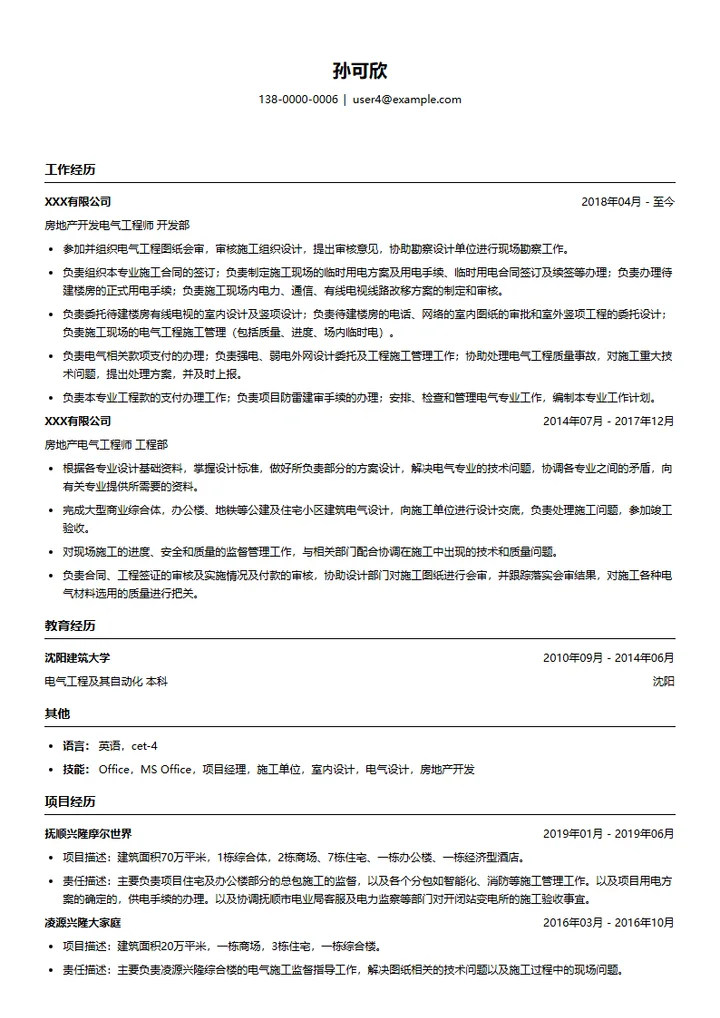 孙可欣
138-0000-0006 | user4@example.com
工作经历
XXX有限公司 2018年04月 - 至今
房地产开发电气工程师 开发部
• 参加并组织电气工程图纸会审，审核施工组织设计，提出审核意见，协助勘察设计单位进行现场勘察工作。
• 负责组织本专业施工合同的签订；负责制定施工现场的临时用电方案及用电手续、临时用电合同签订及续签等办理；负责办理待
建楼房的正式用电手续；负责施工现场内电力、通信、有线电视线路改移方案的制定和审核。
• 负责委托待建楼房有线电视的室内设计及竖项设计；负责待建楼房的电话、网络的室内图纸的审批和室外竖项工程的委托设计；
负责施工现场的电气工程施工管理（包括质量、进度、场内临时电）。
• 负责电气相关款项支付的办理；负责强电、弱电外网设计委托及工程施工管理工作；协助处理电气工程质量事故，对施工重大技
术问题，提出处理方案，并及时上报。
• 负责本专业工程款的支付办理工作；负责项目防雷建审手续的办理；安排、检查和管理电气专业工作，编制本专业工作计划。
XXX有限公司 2014年07月 - 2017年12月
房地产电气工程师 工程部
• 根据各专业设计基础资料，掌握设计标准，做好所负责部分的方案设计，解决电气专业的技术问题，协调各专业之间的矛盾，向
有关专业提供所需要的资料。
• 完成大型商业综合体，办公楼、地铁等公建及住宅小区建筑电气设计，向施工单位进行设计交底，负责处理施工问题，参加竣工
验收。
• 对现场施工的进度、安全和质量的监督管理工作，与相关部门配合协调在施工中出现的技术和质量问题。
• 负责合同、工程签证的审核及实施情况及付款的审核，协助设计部门对施工图纸进行会审，并跟踪落实会审结果，对施工各种电
气材料选用的质量进行把关。
教育经历
沈阳建筑大学 2010年09月 - 2014年06月
电气工程及其自动化 本科 沈阳
其他
• 语言： 英语，cet-4
• 技能： Office，MS Office，项目经理，施工单位，室内设计，电气设计，房地产开发
项目经历
抚顺兴隆摩尔世界 2019年01月 - 2019年06月
• 项目描述：建筑面积70万平米，1栋综合体，2栋商场、7栋住宅、一栋办公楼、一栋经济型酒店。
• 责任描述：主要负责项目住宅及办公楼部分的总包施工的监督，以及各个分包如智能化、消防等施工管理工作。以及项目用电方
案的确定的，供电手续的办理。以及协调抚顺市电业局客服及电力监察等部门对开闭站变电所的施工验收事宜。
凌源兴隆大家庭 2016年03月 - 2016年10月
• 项目描述：建筑面积20万平米，一栋商场，3栋住宅，一栋综合楼。
• 责任描述：主要负责凌源兴隆综合楼的电气施工监督指导工作，解决图纸相关的技术问题以及施工过程中的现场问题。